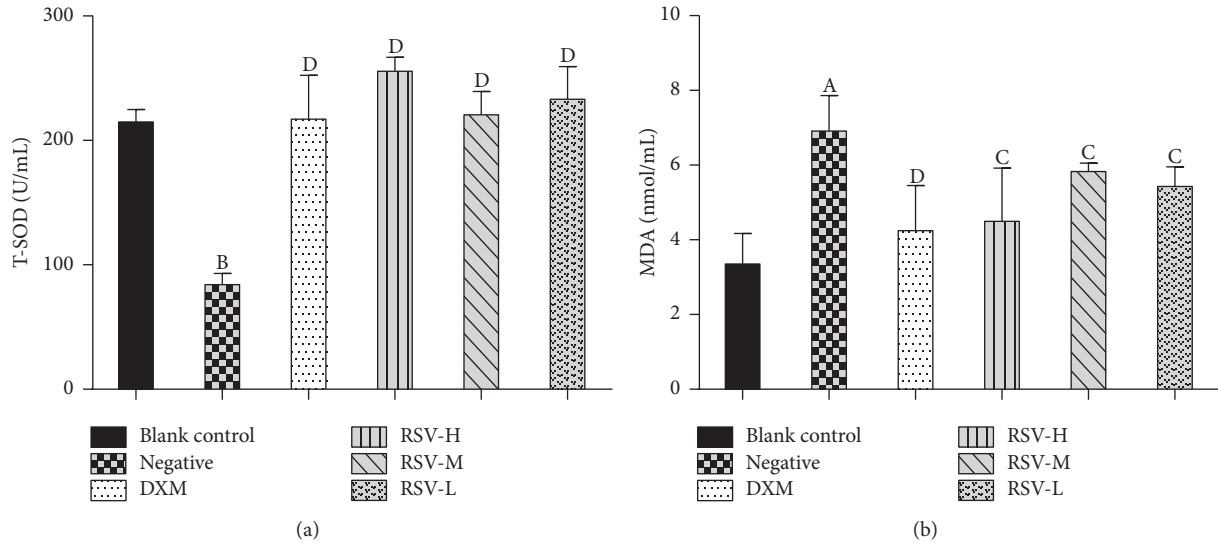 300
200
100
0
T-SOD (U/mL)
B
D
D
D
D
Blank control
Negative
DXM
RSV-H
RSV-M
RSV-L
(a)
10
8
6
4
2
0
MDA (nmol/mL)
A
D
C
C
C
Blank control
Negative
DXM
RSV-H
RSV-M
RSV-L
(b)